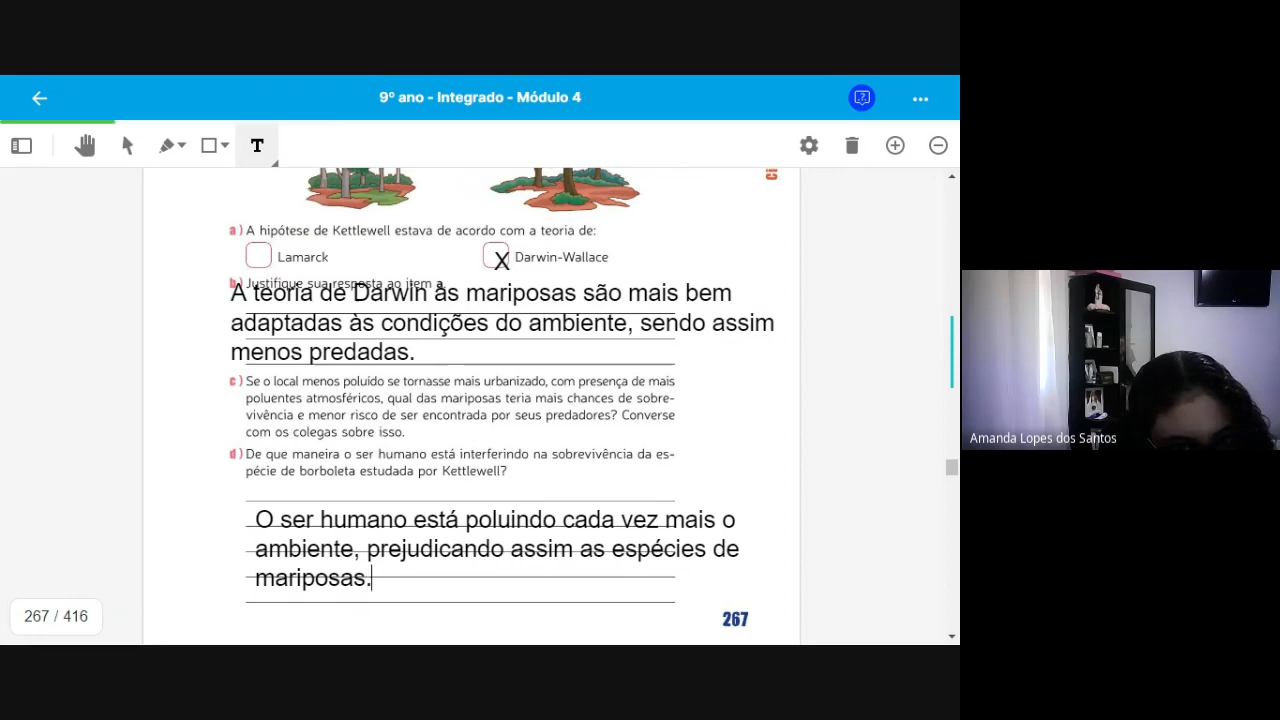 9º ano - Integrado - Módulo 4
T
a) A hipótese de Kettlewell estava de acordo com a teoria de:
Lamarck
X Darwin-Wallace
b) Justifique sua resposta ao item a.
A teoria de Darwin as mariposas são mais bem
adaptadas às condições do ambiente, sendo assim
menos predadas.
c) Se o local menos poluído se tornasse mais urbanizado, com presença de mais
poluentes atmosféricos, qual das mariposas teria mais chances de sobre-
vivência e menor risco de ser encontrada por seus predadores? Converse
com os colegas sobre isso.
d) De que maneira o ser humano está interferindo na sobrevivência da es-
pécie de borboleta estudada por Kettlewell?
O ser humano está poluindo cada vez mais o
ambiente, prejudicando assim as espécies de
mariposas.
267 / 416
267
Amanda Lopes dos Santos